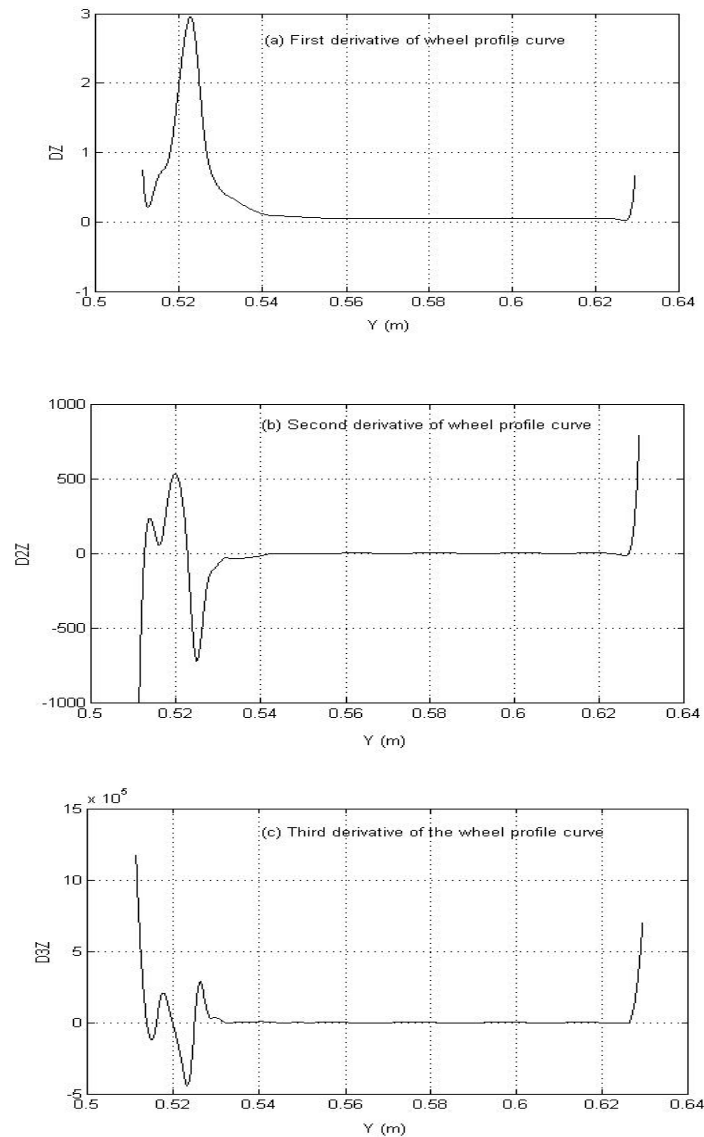 (a) First derivative of wheel profile curve
3
2
1
0
-1
DZ
0.5 0.52 0.54 0.56 0.58 0.6 0.62 0.64
Y (m)
(b) Second derivative of wheel profile curve
1000
500
0
-500
-1000
D2Z
0.5 0.52 0.54 0.56 0.58 0.6 0.62 0.64
Y (m)
x 10^5
(c) Third derivative of the wheel profile curve
15
10
5
0
-5
D3Z
0.5 0.52 0.54 0.56 0.58 0.6 0.62 0.64
Y (m)